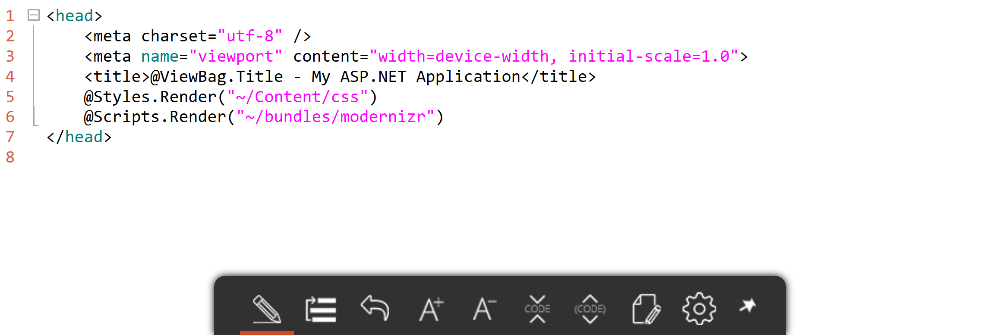 1 <head>
2     <meta charset="utf-8" />
3     <meta name="viewport" content="width=device-width, initial-scale=1.0">
4     <title>@ViewBag.Title - My ASP.NET Application</title>
5     @Styles.Render("~/Content/css")
6     @Scripts.Render("~/bundles/modernizr")
7 </head>
8
A+ A- CODE (CODE)